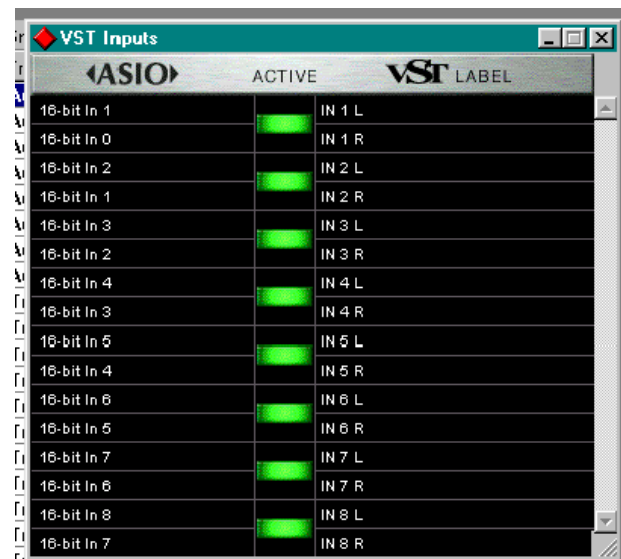 VST Inputs
ASIO ACTIVE VST LABEL
16-bit In 1 IN 1 L
16-bit In 0 IN 1 R
16-bit In 2 IN 2 L
16-bit In 1 IN 2 R
16-bit In 3 IN 3 L
16-bit In 2 IN 3 R
16-bit In 4 IN 4 L
16-bit In 3 IN 4 R
16-bit In 5 IN 5 L
16-bit In 4 IN 5 R
16-bit In 6 IN 6 L
16-bit In 5 IN 6 R
16-bit In 7 IN 7 L
16-bit In 6 IN 7 R
16-bit In 8 IN 8 L
16-bit In 7 IN 8 R